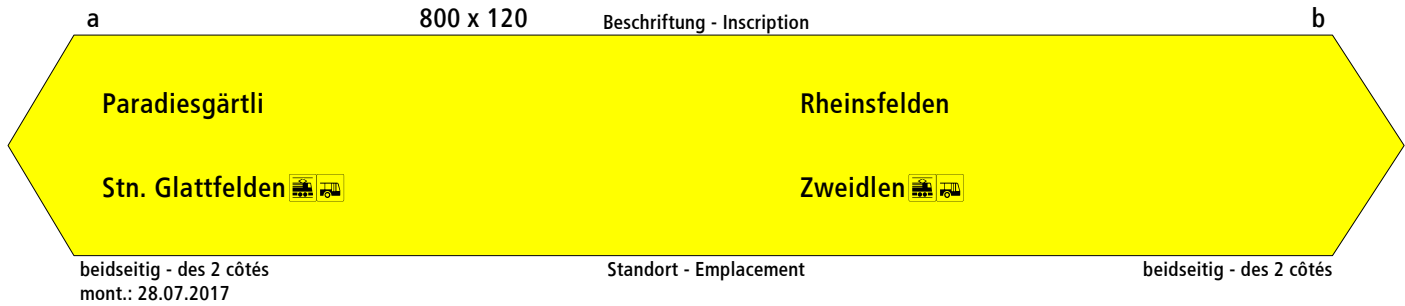 a 800 x 120 Beschriftung - Inscription b
Paradiesgärtli Rheinsfelden
Stn. Glattfelden Zweidlen
beidseitig - des 2 côtés Standort - Emplacement beidseitig - des 2 côtés
mont.: 28.07.2017